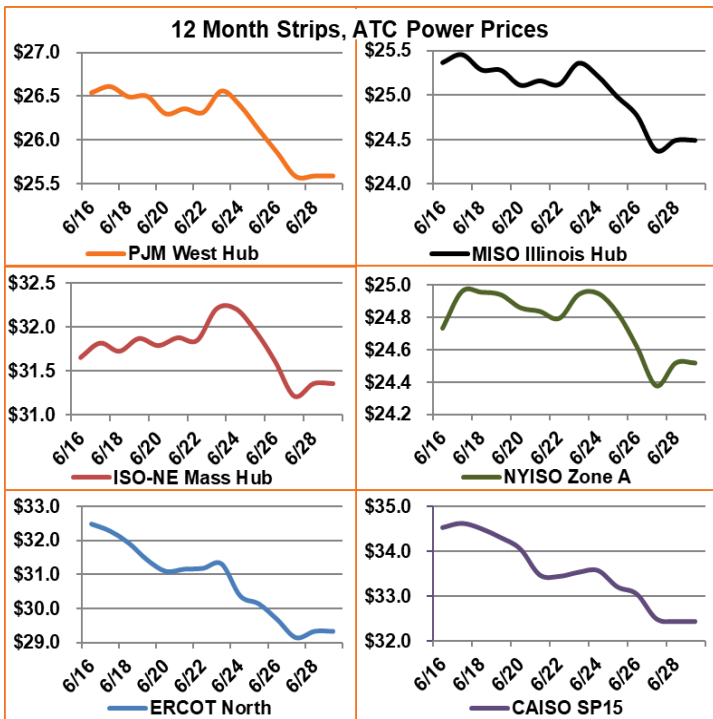 12 Month Strips, ATC Power Prices
$27.0
$26.5
$26.0
$25.5
6/16 6/18 6/20 6/22 6/24 6/26 6/28
PJM West Hub
$25.5
$25.0
$24.5
$24.0
6/16 6/18 6/20 6/22 6/24 6/26 6/28
MISO Illinois Hub
$32.5
$32.0
$31.5
$31.0
6/16 6/18 6/20 6/22 6/24 6/26 6/28
ISO-NE Mass Hub
$25.0
$24.8
$24.6
$24.4
$24.2
6/16 6/18 6/20 6/22 6/24 6/26 6/28
NYISO Zone A
$33.0
$32.0
$31.0
$30.0
$29.0
6/16 6/18 6/20 6/22 6/24 6/26 6/28
ERCOT North
$35.0
$34.0
$33.0
$32.0
6/16 6/18 6/20 6/22 6/24 6/26 6/28
CAISO SP15